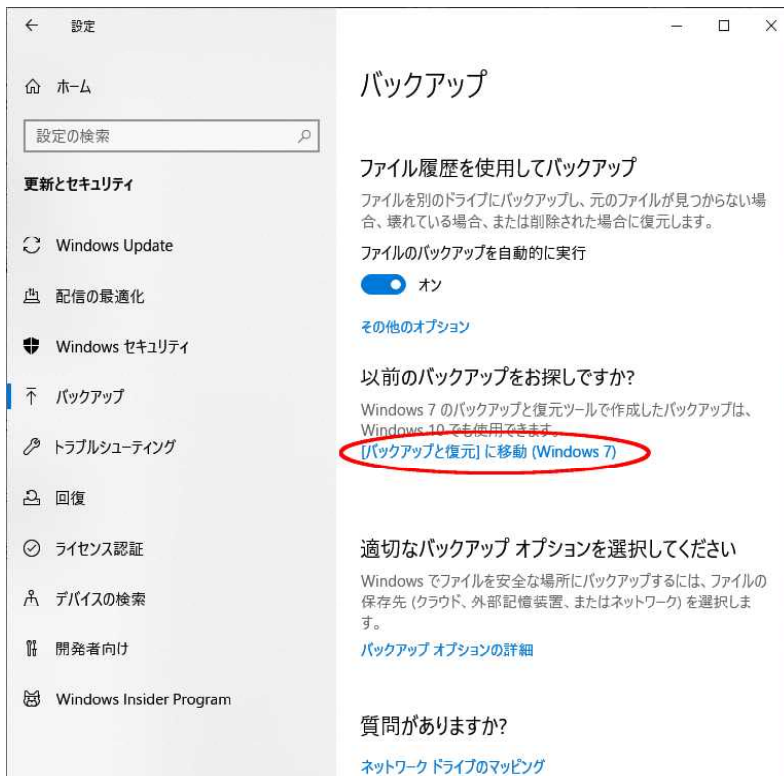 設定
ホーム
設定の検索
更新とセキュリティ
Windows Update
配信の最適化
Windows セキュリティ
バックアップ
トラブルシューティング
回復
ライセンス認証
デバイスの検索
開発者向け
Windows Insider Program
バックアップ
ファイル履歴を使用してバックアップ
ファイルを別のドライブにバックアップし、元のファイルが見つからない場
合、壊れている場合、または削除された場合に復元します。
ファイルのバックアップを自動的に実行
オン
その他のオプション
以前のバックアップをお探しですか?
Windows 7 のバックアップと復元ツールで作成したバックアップは、
Windows 10 でも使用できます。
[バックアップと復元] に移動 (Windows 7)
適切なバックアップ オプションを選択してください
Windows でファイルを安全な場所にバックアップするには、ファイルの
保存先 (クラウド、外部記憶装置、またはネットワーク) を選択しま
す。
バックアップ オプションの詳細
質問がありますか?
ネットワーク ドライブのマッピング